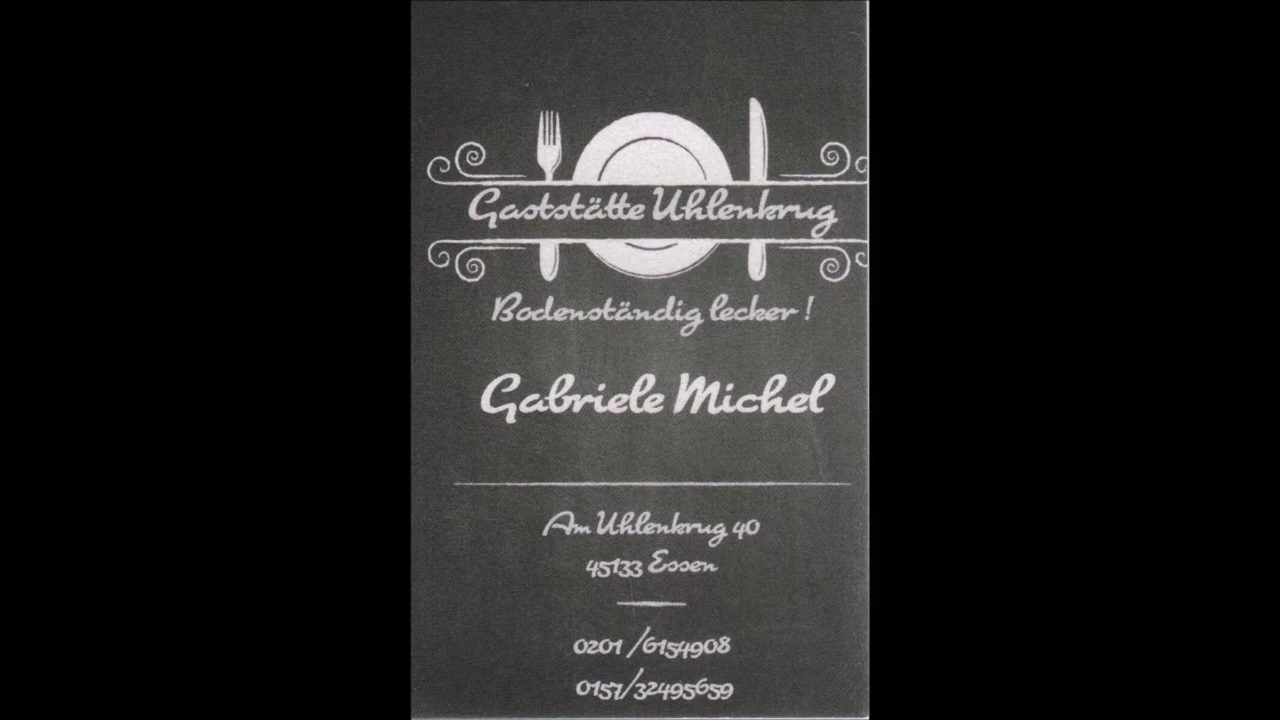 Gaststätte Uhlenkrug
Bodenständig lecker !
Gabriele Michel
Am Uhlenkrug 40
45133 Essen
0201 /6154908
0157/32495659